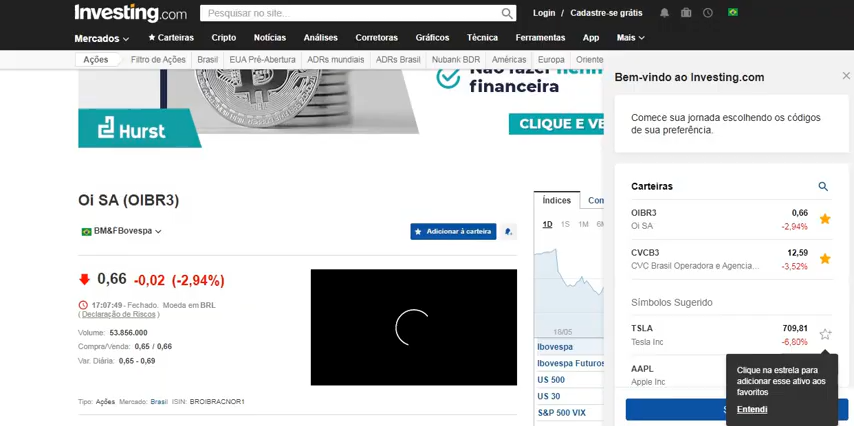 Investing.com
Pesquisar no site...
Login / Cadastre-se grátis
Mercados
Carteiras
Cripto
Notícias
Análises
Corretoras
Gráficos
Técnica
Ferramentas
App
Mais
Ações
Filtro de Ações
Brasil
EUA Pré-Abertura
ADRs mundiais
ADRs Brasil
Nubank BDR
Américas
Europa
Oriente
Não fazer
financeira
Hurst
CLIQUE E VE
Oi SA (OIBR3)
BM&FBovespa
Adicionar à carteira
0,66 -0,02 (-2,94%)
17:07:49 - Fechado. Moeda em BRL
( Declaração de Riscos )
Volume: 53.856.000
Compra/Venda: 0,65 / 0,66
Var. Diária: 0,65 - 0,69
Tipo: Ações Mercado: Brasil ISIN: BROIBRACNOR1
Índices
1D 1S 1M 6M
18/05
Ibovespa
Ibovespa Futuros
US 500
US 30
S&P 500 VIX
Bem-vindo ao Investing.com
Comece sua jornada escolhendo os códigos
de sua preferência.
Carteiras
OIBR3 0,66
Oi SA -2,94%
CVCB3 12,59
CVC Brasil Operadora e Agencia... -3,52%
Símbolos Sugerido
TSLA 709,81
Tesla Inc -6,80%
AAPL
Apple Inc
Clique na estrela para
adicionar esse ativo aos
favoritos
Entendi